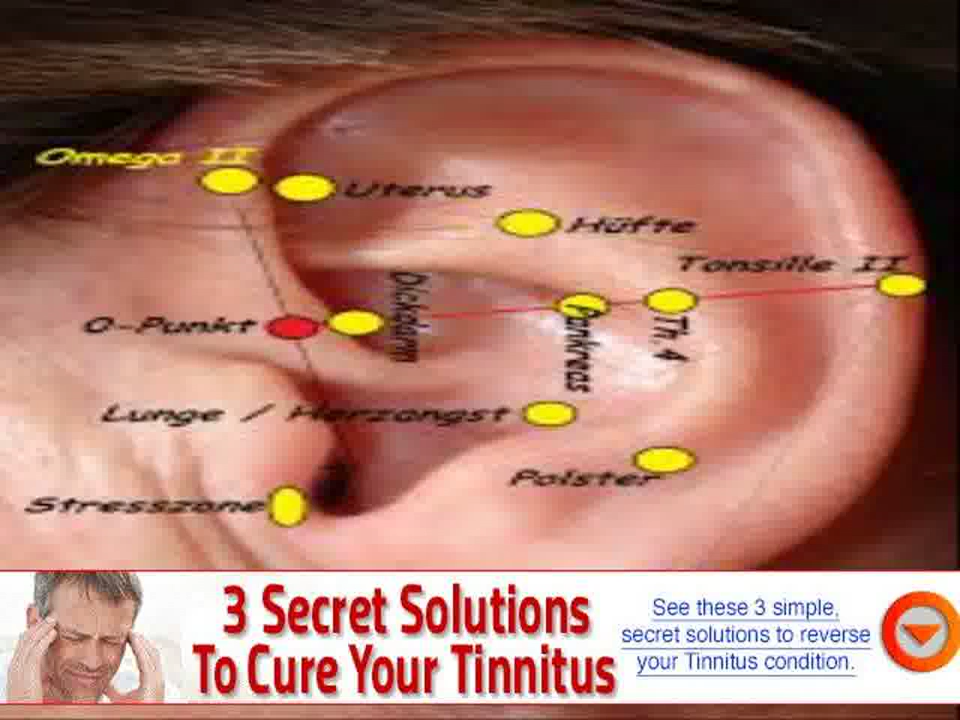 Omega II
Uterus
Hüfte
Tonsille II
O-Punkt
Dickdarm
Pankreas
Th. 4
Lunge / Herzangst
Polster
Stresszone
3 Secret Solutions
To Cure Your Tinnitus
See these 3 simple,
secret solutions to reverse
your Tinnitus condition.